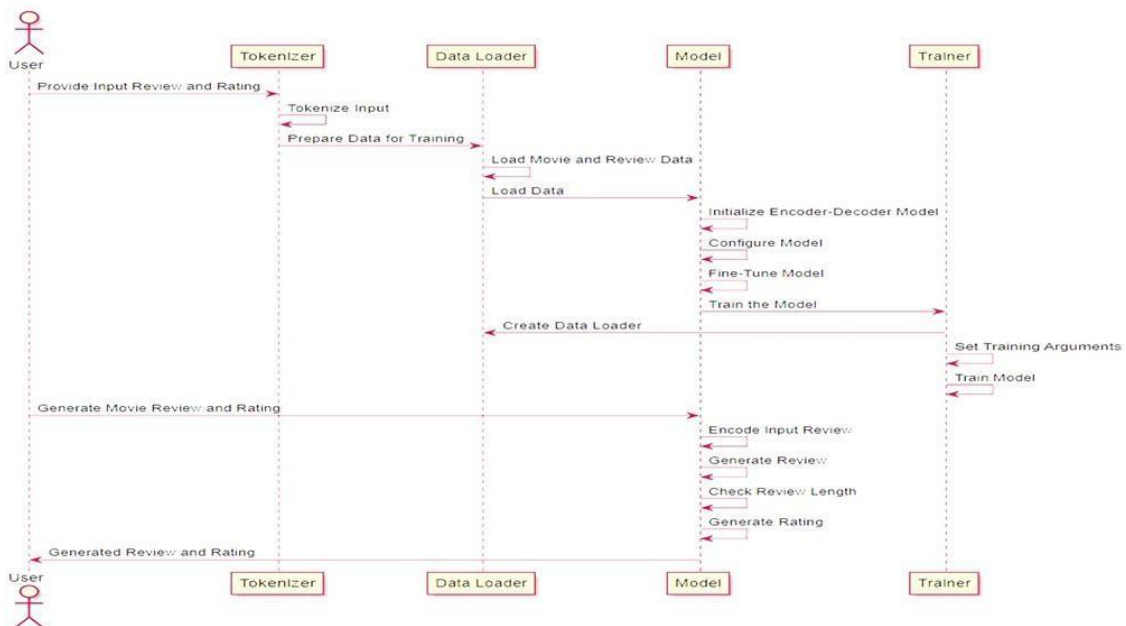 User
Tokenizer Data Loader Model Trainer
Provide Input Review and Rating
Tokenize Input
Prepare Data for Training
Load Movie and Review Data
Load Data
Initialize Encoder-Decoder Model
Configure Model
Fine-Tune Model
Train the Model
Create Data Loader
Set Training Arguments
Train Model
Generate Movie Review and Rating
Encode Input Review
Generate Review
Check Review Length
Generate Rating
Generated Review and Rating
User
Tokenizer Data Loader Model Trainer